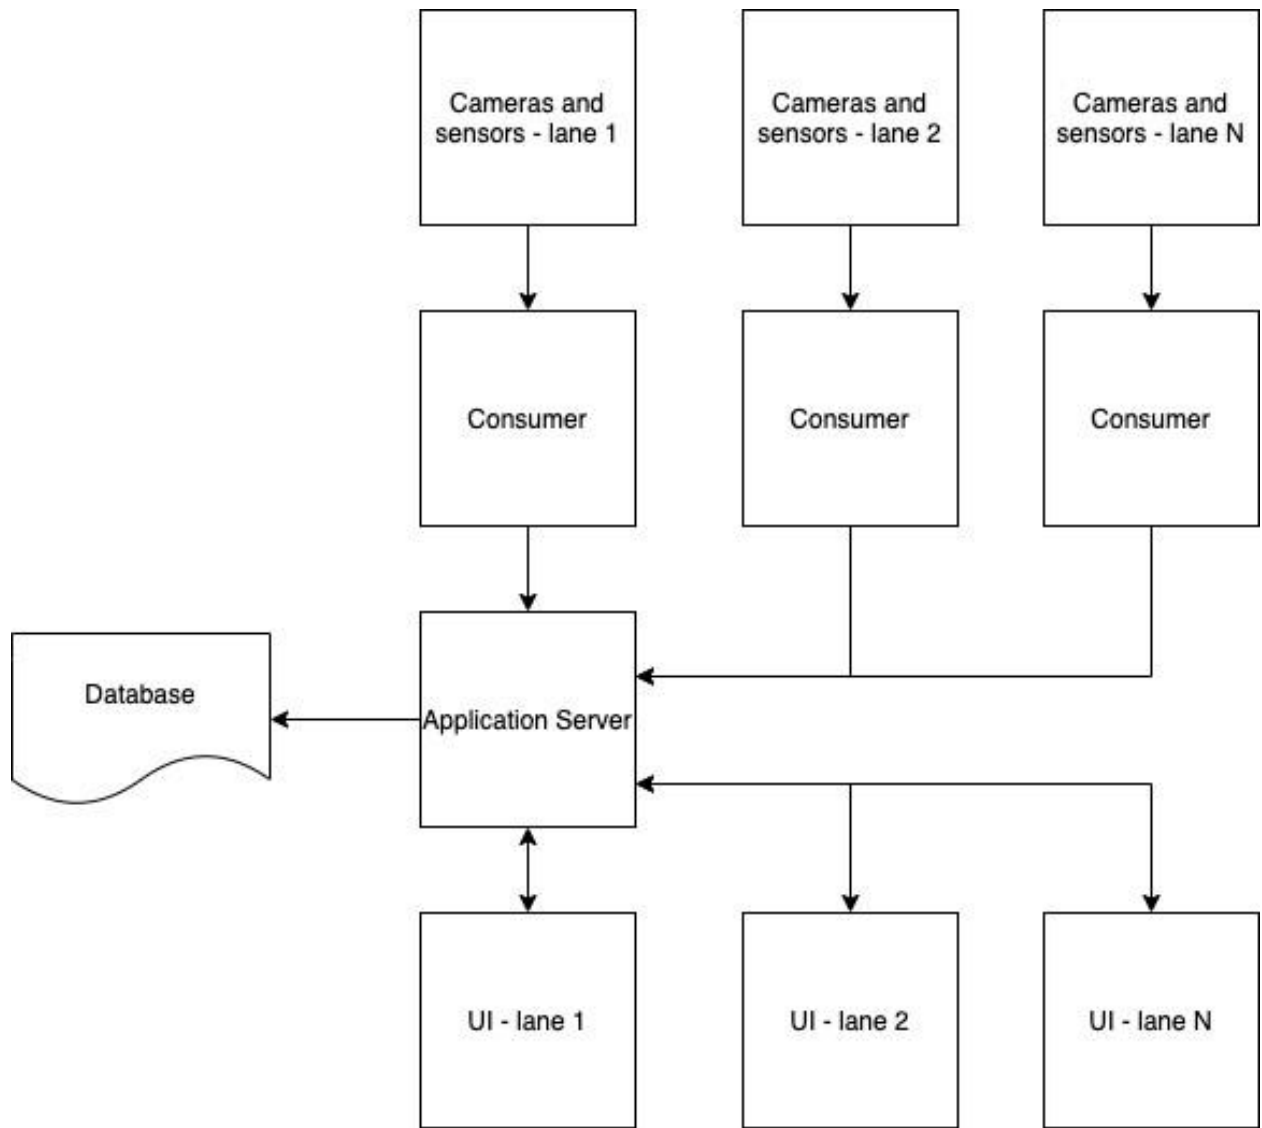 Cameras and
sensors - lane 1
Cameras and
sensors - lane 2
Cameras and
sensors - lane N
Consumer
Consumer
Consumer
Database
Application Server
UI - lane 1
UI - lane 2
UI - lane N